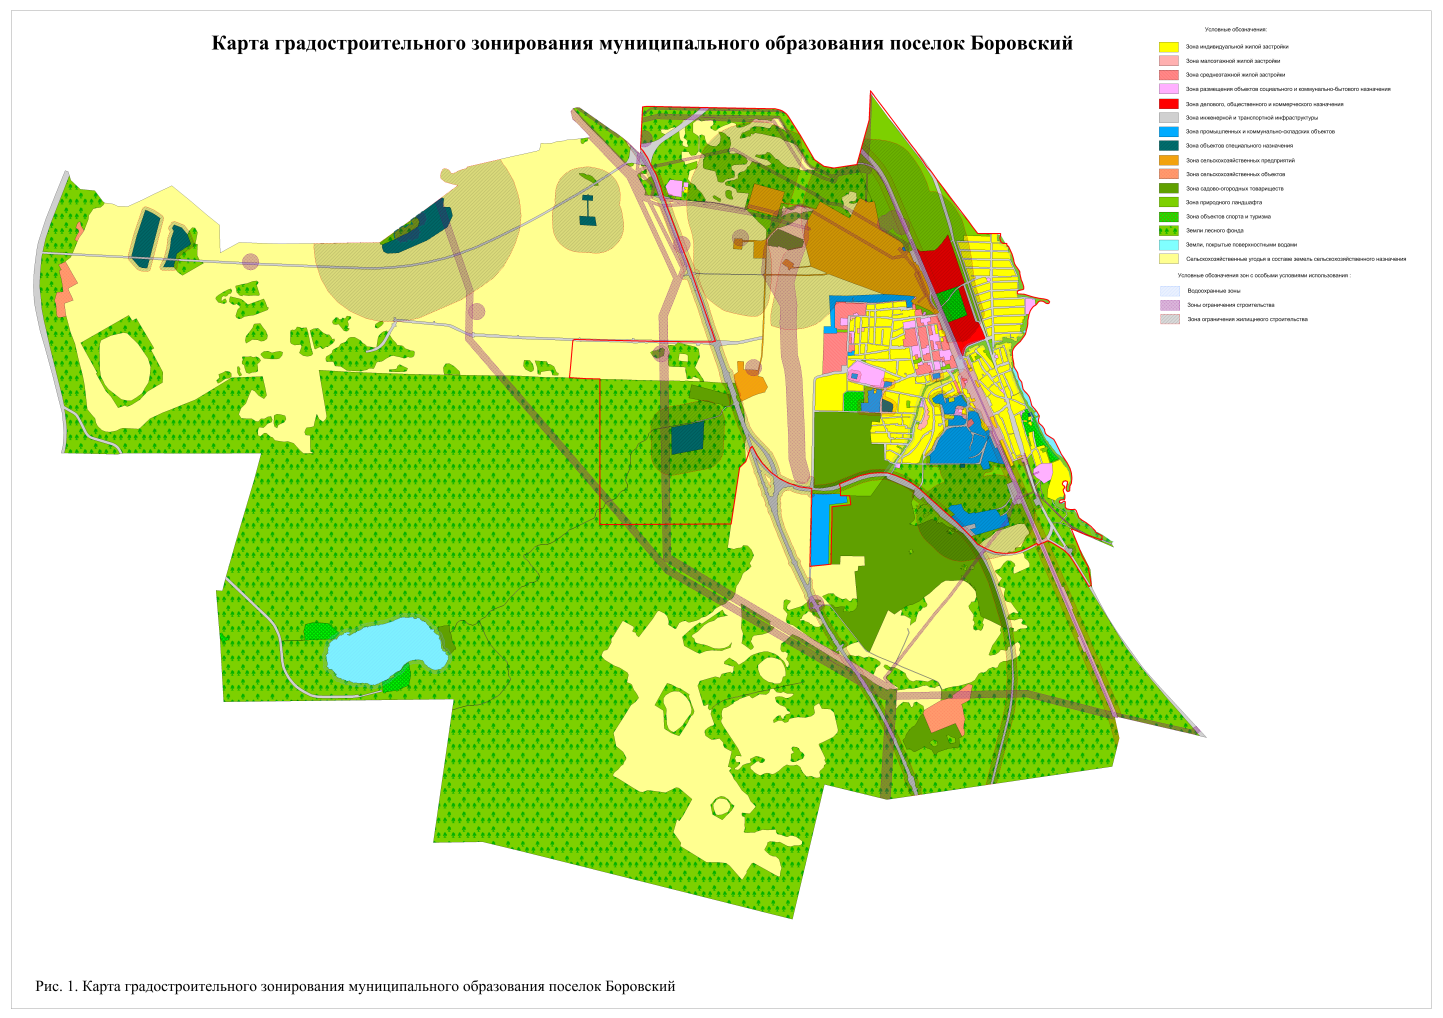 Карта градостроительного зонирования муниципального образования поселок Боровский
Условные обозначения:
Зона индивидуальной жилой застройки
Зона малоэтажной жилой застройки
Зона среднеэтажной жилой застройки
Зона размещения объектов социального и коммунально-бытового назначения
Зона делового, общественного и коммерческого назначения
Зона инженерной и транспортной инфраструктуры
Зона промышленных и коммунально-складских объектов
Зона объектов специального назначения
Зона сельскохозяйственных предприятий
Зона сельскохозяйственных объектов
Зона садово-огородных товариществ
Зона природного ландшафта
Зона объектов спорта и туризма
Земли лесного фонда
Земли, покрытые поверхностными водами
Сельскохозяйственные угодья в составе земель сельскохозяйственного назначения
Условные обозначения зон с особыми условиями использования :
Водоохранные зоны
Зоны ограничения строительства
Зона ограничения жилищного строительства
Рис. 1. Карта градостроительного зонирования муниципального образования поселок Боровский